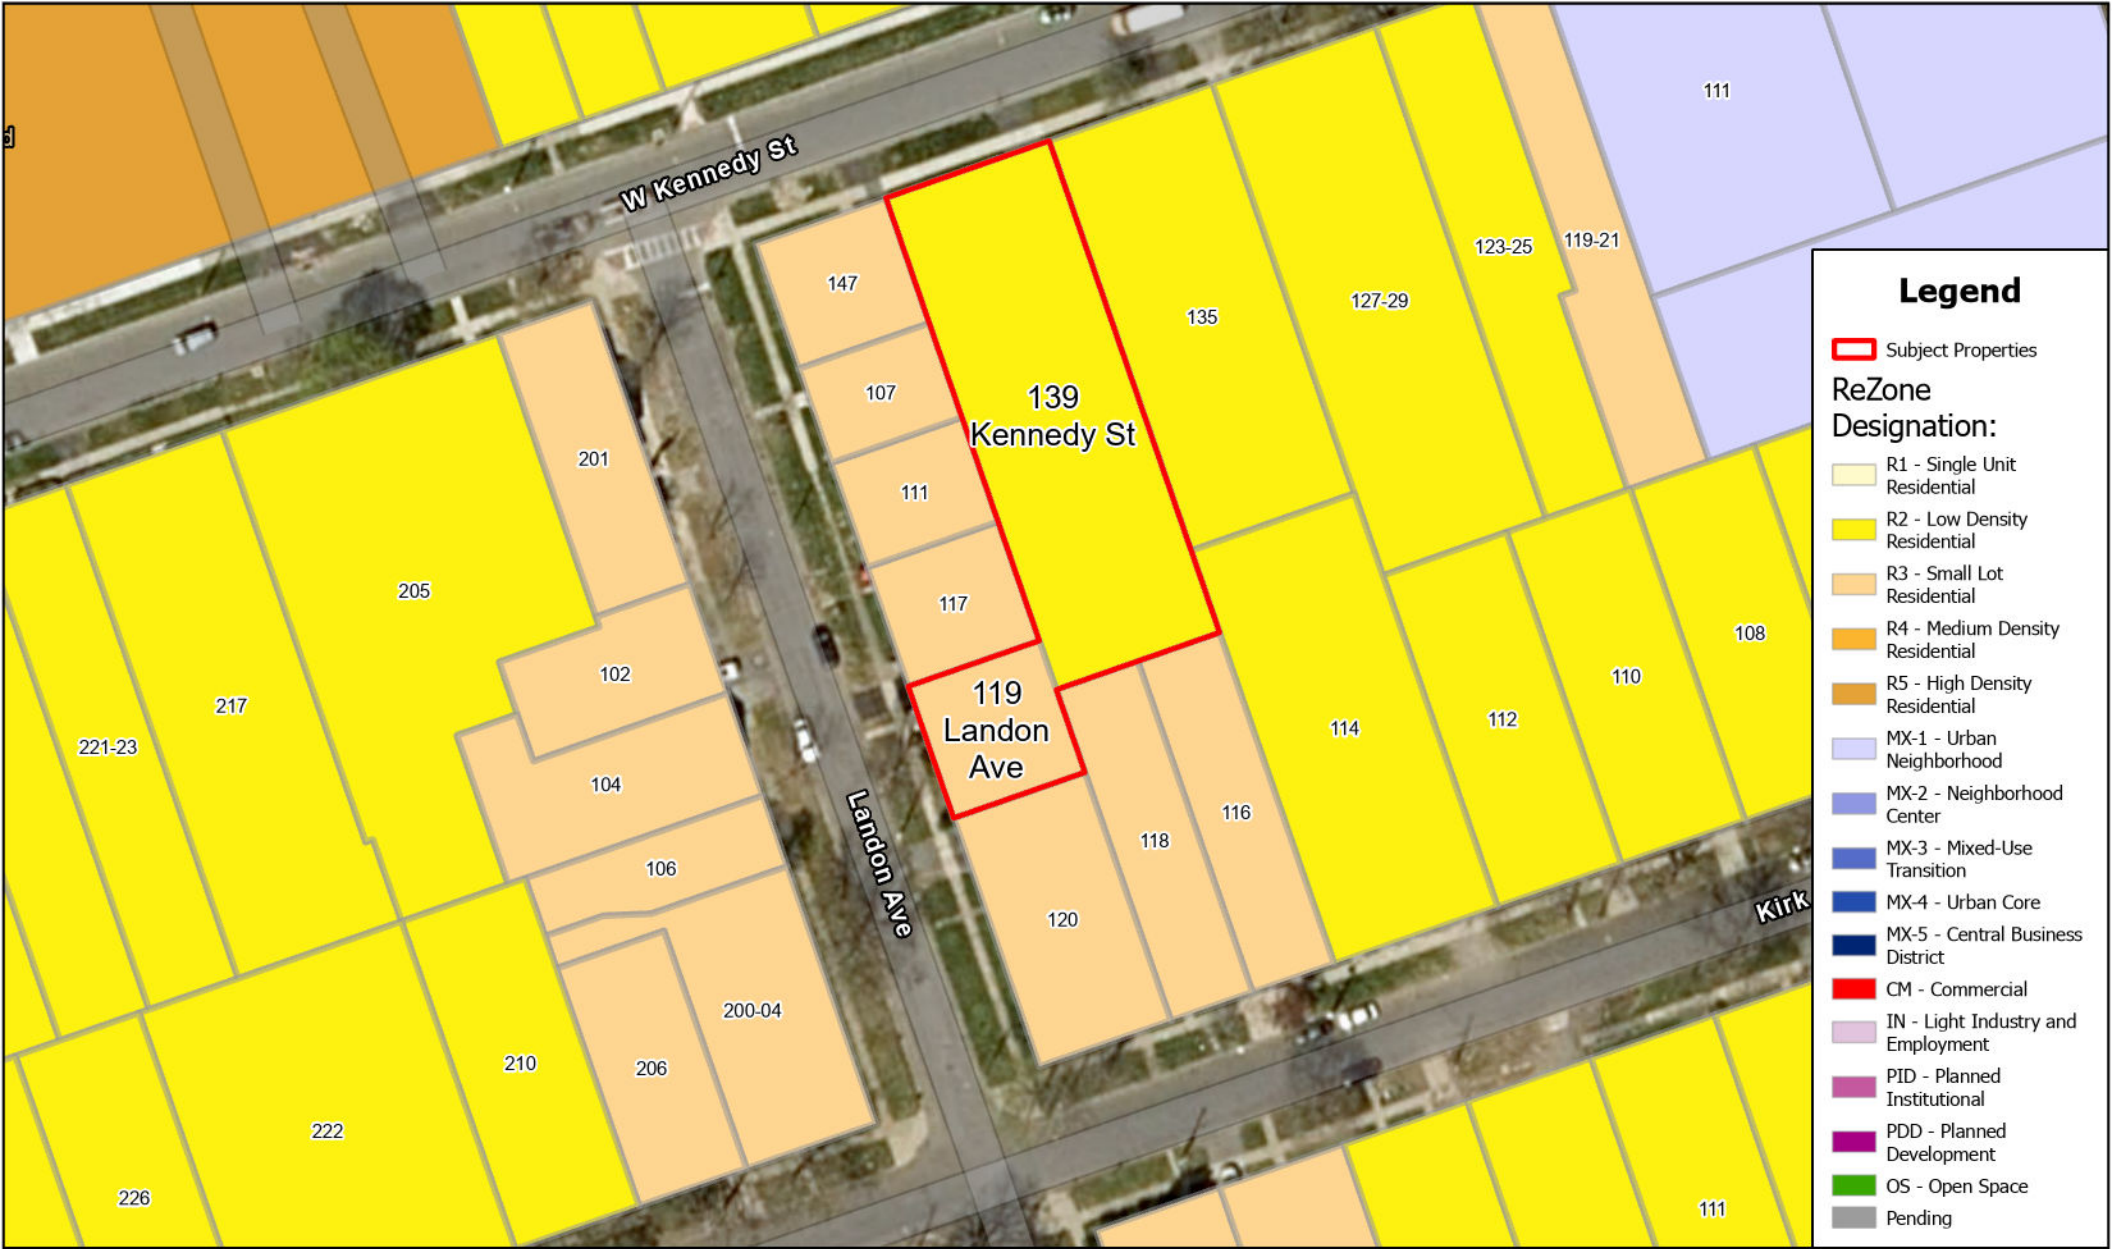 W Kennedy St
111
147
119-21
123-25
127-29
135
107
139
Kennedy St
201
111
205
117
108
102
110
119
Landon
Ave
217
112
114
221-23
104
116
118
106
Landon Ave
120
Kirk
200-04
210
206
222
226
111
Legend
Subject Properties
ReZone
Designation:
R1 - Single Unit
Residential
R2 - Low Density
Residential
R3 - Small Lot
Residential
R4 - Medium Density
Residential
R5 - High Density
Residential
MX-1 - Urban
Neighborhood
MX-2 - Neighborhood
Center
MX-3 - Mixed-Use
Transition
MX-4 - Urban Core
MX-5 - Central Business
District
CM - Commercial
IN - Light Industry and
Employment
PID - Planned
Institutional
PDD - Planned
Development
OS - Open Space
Pending